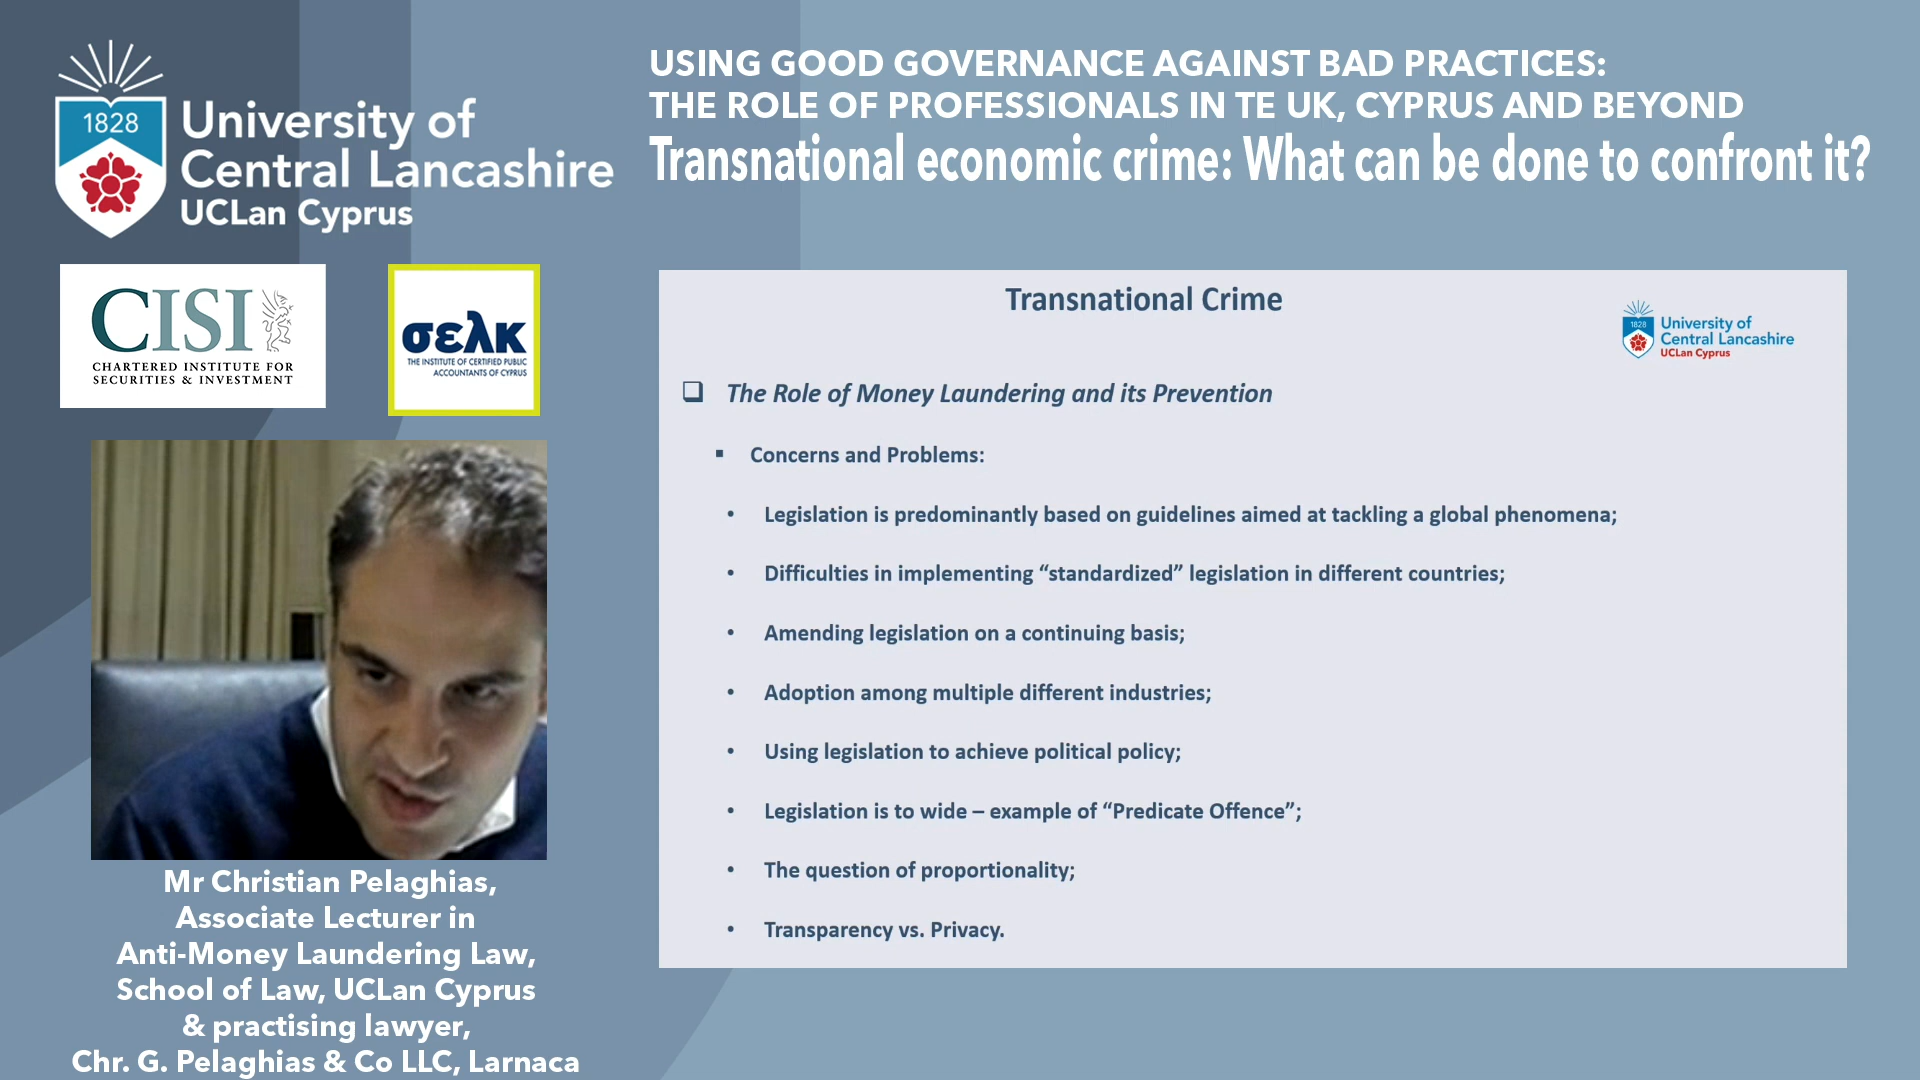 1828
University of
Central Lancashire
UCLan Cyprus
USING GOOD GOVERNANCE AGAINST BAD PRACTICES:
THE ROLE OF PROFESSIONALS IN TE UK, CYPRUS AND BEYOND
Transnational economic crime: What can be done to confront it?
CISI
CHARTERED INSTITUTE FOR
SECURITIES & INVESTMENT
σελκ
THE INSTITUTE OF CERTIFIED PUBLIC
ACCOUNTANTS OF CYPRUS
Mr Christian Pelaghias,
Associate Lecturer in
Anti-Money Laundering Law,
School of Law, UCLan Cyprus
& practising lawyer,
Chr. G. Pelaghias & Co LLC, Larnaca
Transnational Crime
1828
University of
Central Lancashire
UCLan Cyprus
The Role of Money Laundering and its Prevention
Concerns and Problems:
Legislation is predominantly based on guidelines aimed at tackling a global phenomena;
Difficulties in implementing “standardized” legislation in different countries;
Amending legislation on a continuing basis;
Adoption among multiple different industries;
Using legislation to achieve political policy;
Legislation is to wide – example of “Predicate Offence”;
The question of proportionality;
Transparency vs. Privacy.